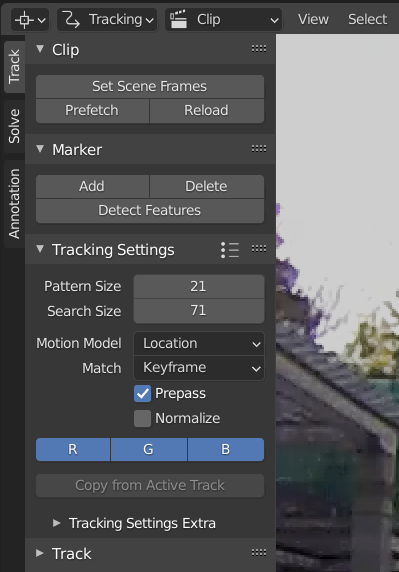 Tracking Clip View Select
Track
Solve
Annotation
Clip
Set Scene Frames
Prefetch Reload
Marker
Add Delete
Detect Features
Tracking Settings
Pattern Size 21
Search Size 71
Motion Model Location
Match Keyframe
Prepass
Normalize
R G B
Copy from Active Track
Tracking Settings Extra
Track